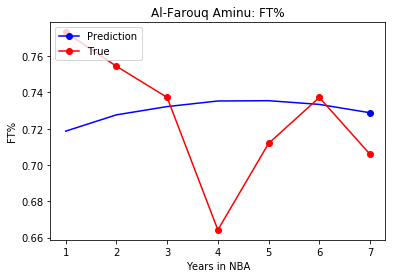 Al-Farouq Aminu: FT%
Prediction
True
0.76
0.74
0.72
0.70
0.68
0.66
FT%
1 2 3 4 5 6 7
Years in NBA